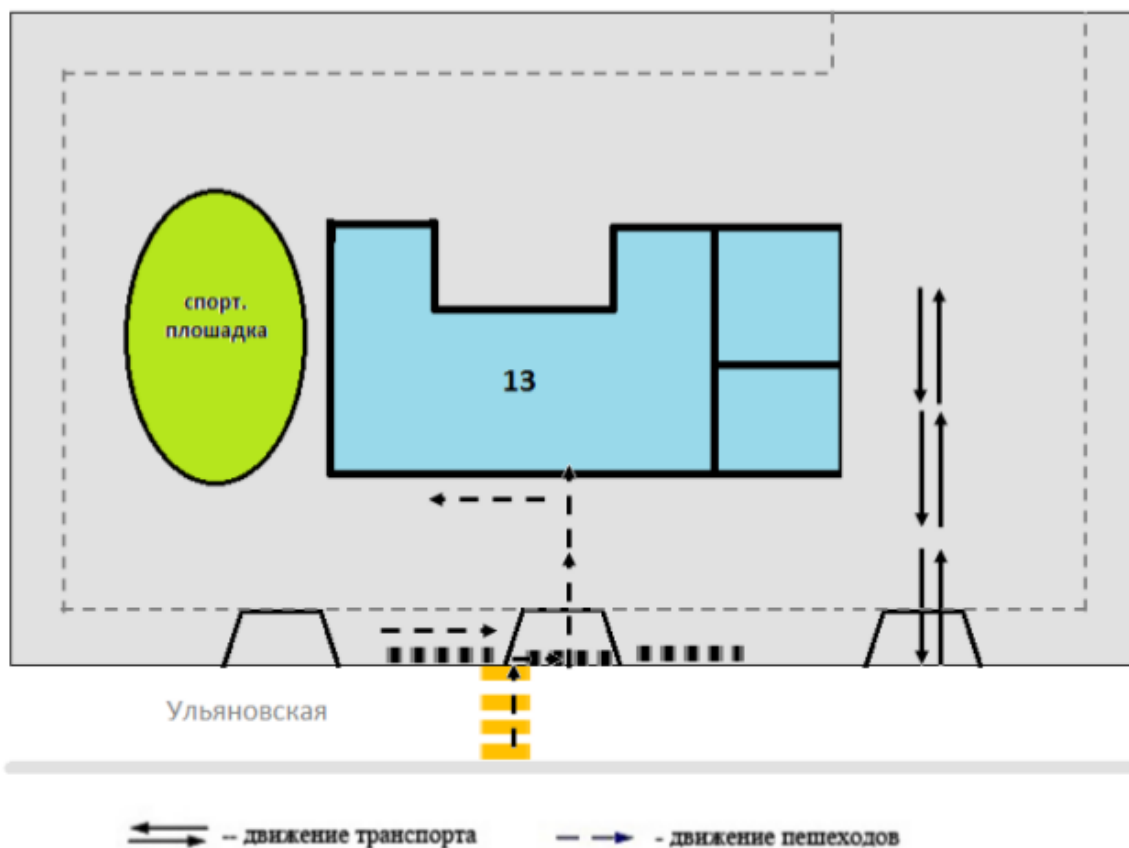 спорт.
плошадка
13
Ульяновская
-- движение транспорта
- движение пешеходов